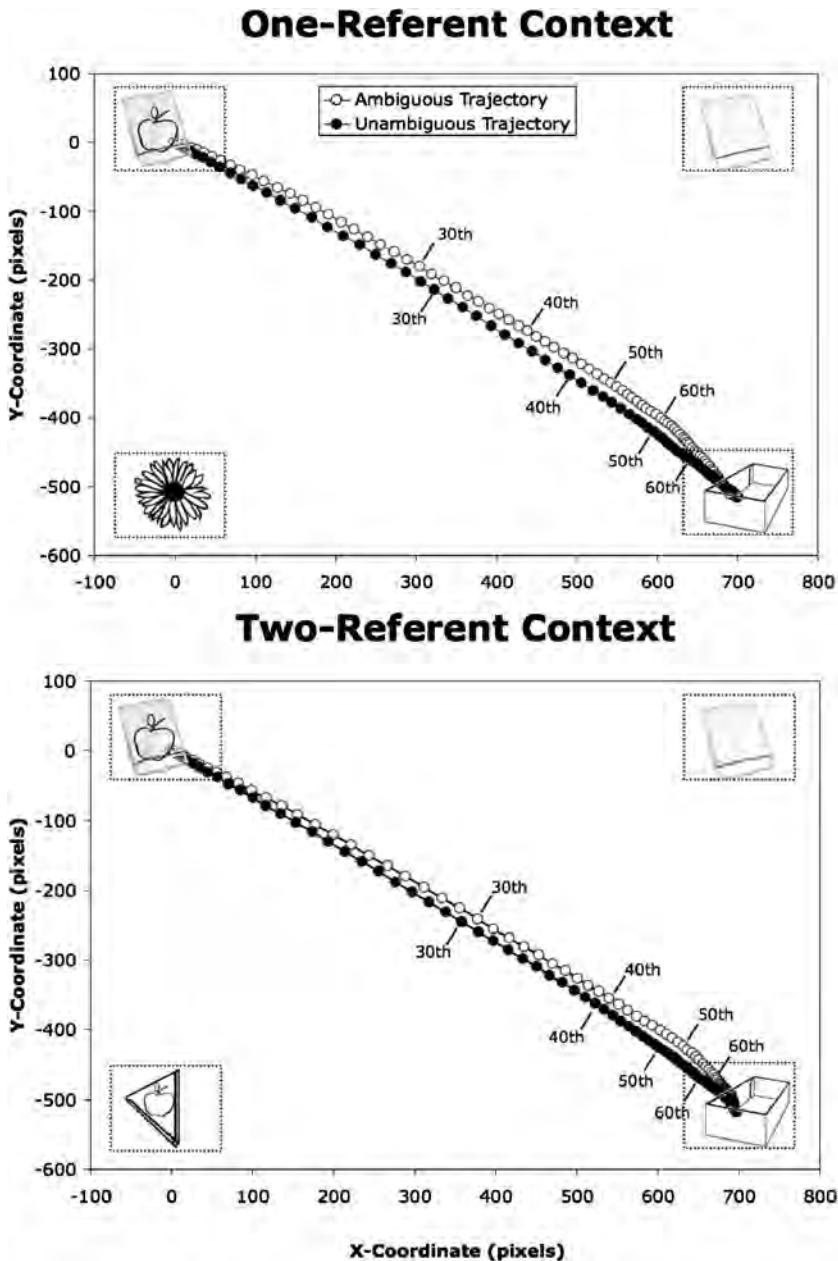 One-Referent Context
100
0
-100
-200
-300
-400
-500
-600
Y-Coordinate (pixels)
Ambiguous Trajectory
Unambiguous Trajectory
30th
30th
40th
40th
50th
50th
60th
60th
-100 0 100 200 300 400 500 600 700 800
Two-Referent Context
100
0
-100
-200
-300
-400
-500
-600
Y-Coordinate (pixels)
30th
30th
40th
40th
50th
50th
60th
60th
-100 0 100 200 300 400 500 600 700 800
X-Coordinate (pixels)